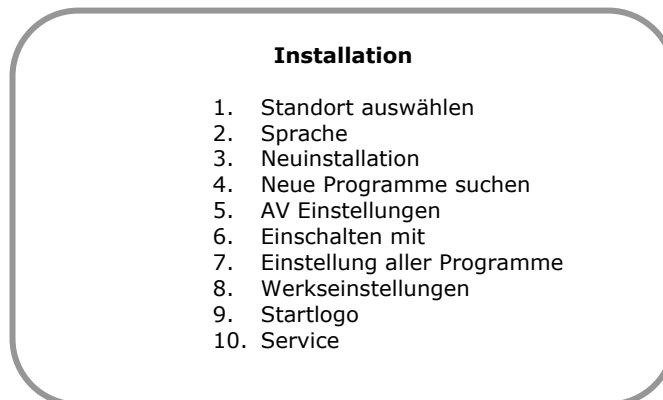 Installation
1. Standort auswählen
2. Sprache
3. Neuinstallation
4. Neue Programme suchen
5. AV Einstellungen
6. Einschalten mit
7. Einstellung aller Programme
8. Werkseinstellungen
9. Startlogo
10. Service